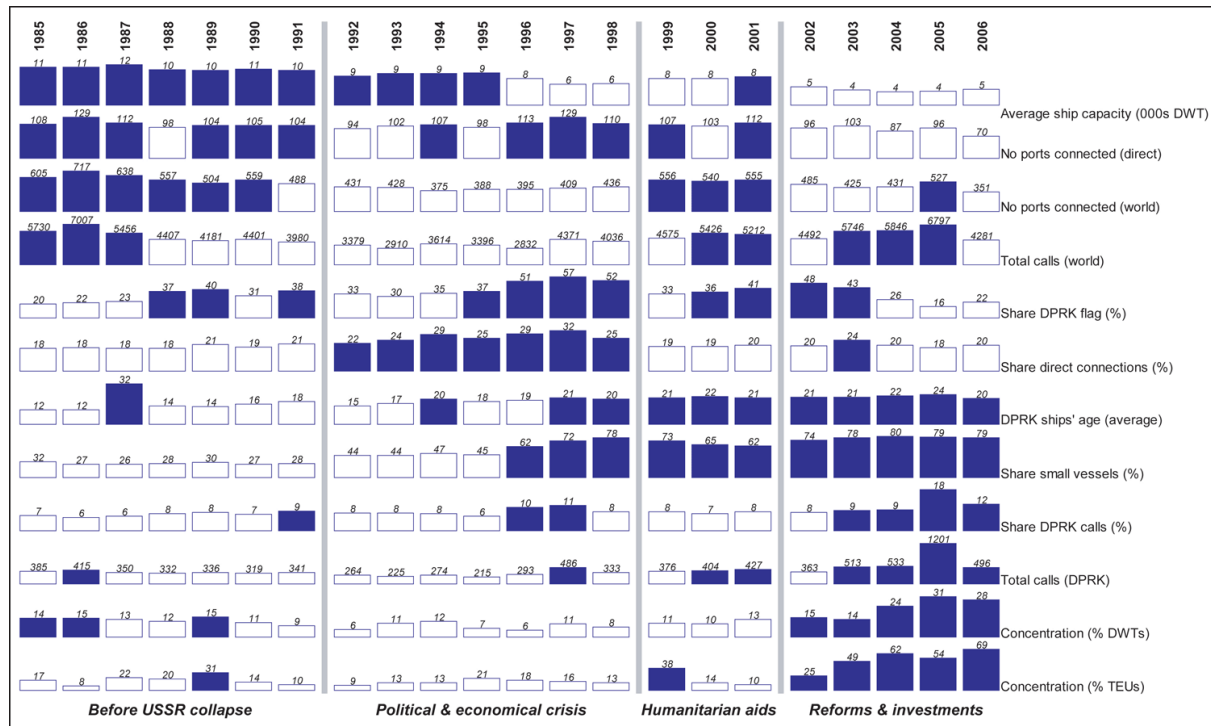 1985 1986 1987 1988 1989 1990 1991 1992 1993 1994 1995 1996 1997 1998 1999 2000 2001 2002 2003 2004 2005 2006
11 11 12 10 10 11 10 9 9 9 9 8 6 6 8 8 8 5 4 4 4 5
Average ship capacity (000s DWT)
108 129 112 98 104 105 104 94 102 107 98 113 129 110 107 103 112 96 103 87 96 70
No ports connected (direct)
605 717 638 557 504 559 488 431 428 375 388 395 409 436 556 540 555 485 425 431 527 351
No ports connected (world)
5730 7007 5456 4407 4181 4401 3980 3379 2910 3614 3396 2832 4371 4036 4575 5426 5212 4492 5746 5846 6797 4281
Total calls (world)
20 22 23 37 40 31 38 33 30 35 37 51 57 52 33 36 41 48 43 26 16 22
Share DPRK flag (%)
18 18 18 18 21 19 21 22 24 29 25 29 32 25 19 19 20 20 24 20 18 20
Share direct connections (%)
12 12 32 14 14 16 18 15 17 20 18 19 21 20 21 22 21 21 21 22 24 20
DPRK ships' age (average)
32 27 26 28 30 27 28 44 44 47 45 62 72 78 73 65 62 74 78 80 79 79
Share small vessels (%)
7 6 6 8 8 7 9 8 8 8 6 10 11 8 8 7 8 8 9 9 18 12
Share DPRK calls (%)
385 415 350 332 336 319 341 264 225 274 215 293 486 333 376 404 427 363 513 533 1201 496
Total calls (DPRK)
14 15 13 12 15 11 9 6 11 12 7 6 11 8 11 10 13 15 14 24 31 28
Concentration (% DWTs)
17 8 22 20 31 14 10 9 13 13 21 18 16 13 38 14 10 25 49 62 54 69
Concentration (% TEUs)
Before USSR collapse Political & economical crisis Humanitarian aids Reforms & investments